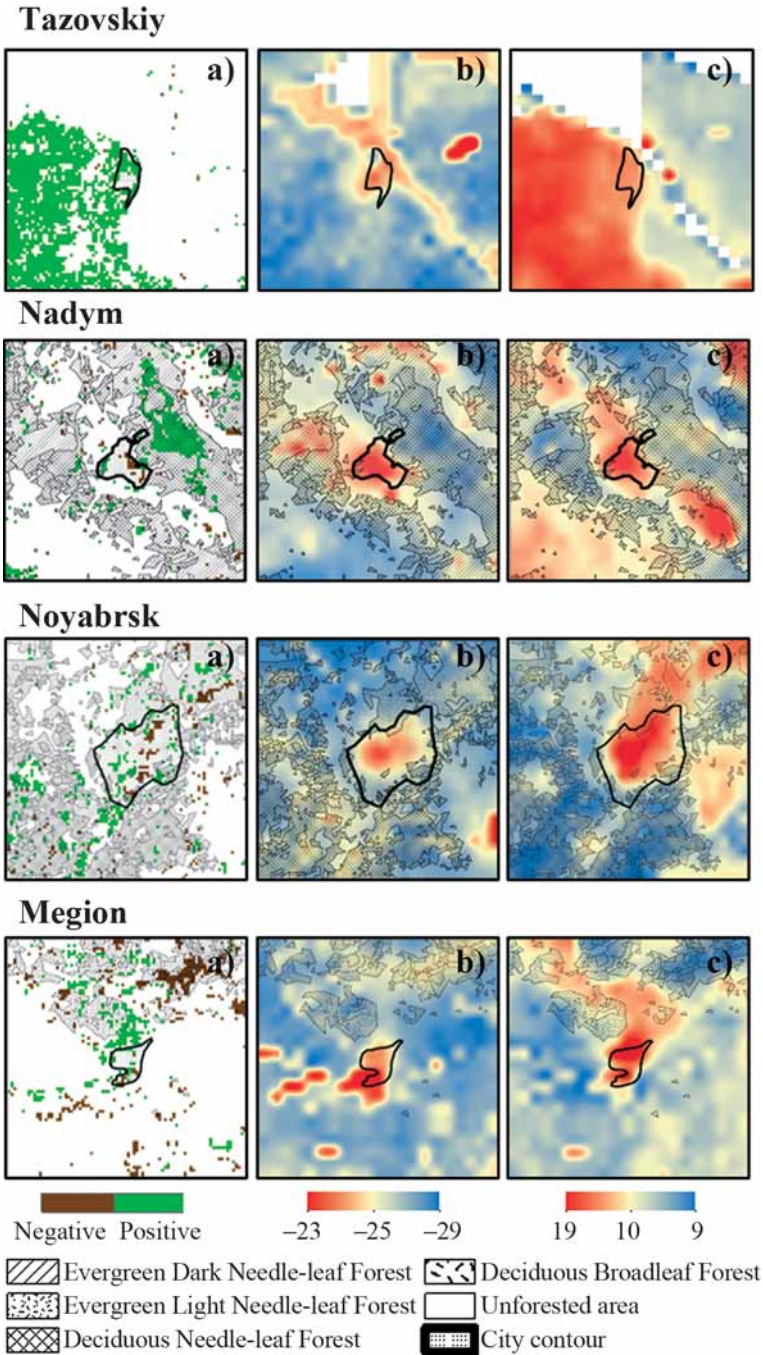 Tazovskiy
a) b) c)
Nadym
a) b) c)
Noyabrsk
a) b) c)
Megion
a) b) c)
Negative Positive –23 –25 –29 19 10 9
Evergreen Dark Needle-leaf Forest Deciduous Broadleaf Forest
Evergreen Light Needle-leaf Forest Unforested area
Deciduous Needle-leaf Forest City contour